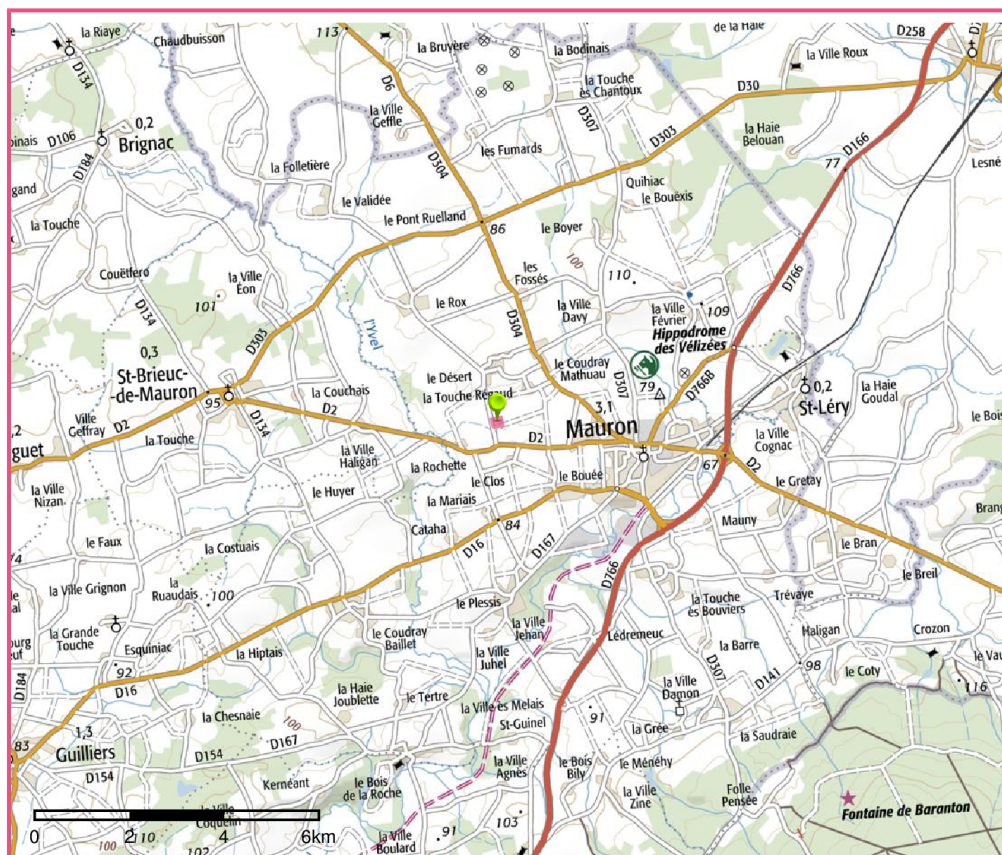 la Riaye
Chaudbuisson
113
la Bruyère
la Bodinais
de la Haie
D258
la Ville Roux
D134
D6
la Touche
ès Chantoux
D30
la Ville
Geffle
D307
0,2
D106
Brignac
D304
les Fumards
D303
la Haie
Belouan
D166
77
D184
la Folletière
Quihiac
le Bouëxis
le Validée
la Touche
le Pont Ruelland
86
le Boyer
Couëtfero
la Ville
Éon
101
les
Fossés
100
110
D766
D134
le Rox
la Ville
Davy
la Ville
Février
109
l'Yvel
D304
Hippodrome
des Vélizées
D303
0,3
St-Brieuc-
-de-Mauron
le Désert
le Coudray
Mathuau
79
D307
D766B
la Touche Regaud
0,2
St-Léry
la Haie
Goudal
la Couchais
95
D2
3,1
Mauron
Ville
Geffray
D2
D134
la Touche
D2
la Ville
Cognac
la Ville
Haligan
la Rochette
67
D2
la Ville
Nizan
le Bouée
le Clos
le Gretay
le Huyer
la Mariais
84
Cataha
D16
D167
Mauny
le Faux
la Costuais
le Bran
D766
le Breil
la Ville Grignon
la
Ruaudais
100
le Plessis
la Touche
ès Bouviers
Trévaye
la Grande
Touche
Esquiniac
la Ville
Jehan
Lédremeuc
Haligan
Crozon
le Coudray
Baillet
la Barre
92
la Hiptais
la Ville
Juhel
D307
D141
98
le Coty
D184
D16
la Haie
Joublette
le Tertre
la Ville
Damon
116
la Chesnaie
100
la Ville ès Melais
St-Guinel
91
la Grée
1,3
Guilliers
83
D154
D167
la Saudraie
D154
Kernéant
le Bois
de la Roche
la Ville
Agnès
le Bois
Bily
le Ménéhy
la Ville
Zine
Folle
Pensée
Fontaine de Baranton
103
91
la Ville
Boulard
100
110
102
0 2 4 6km